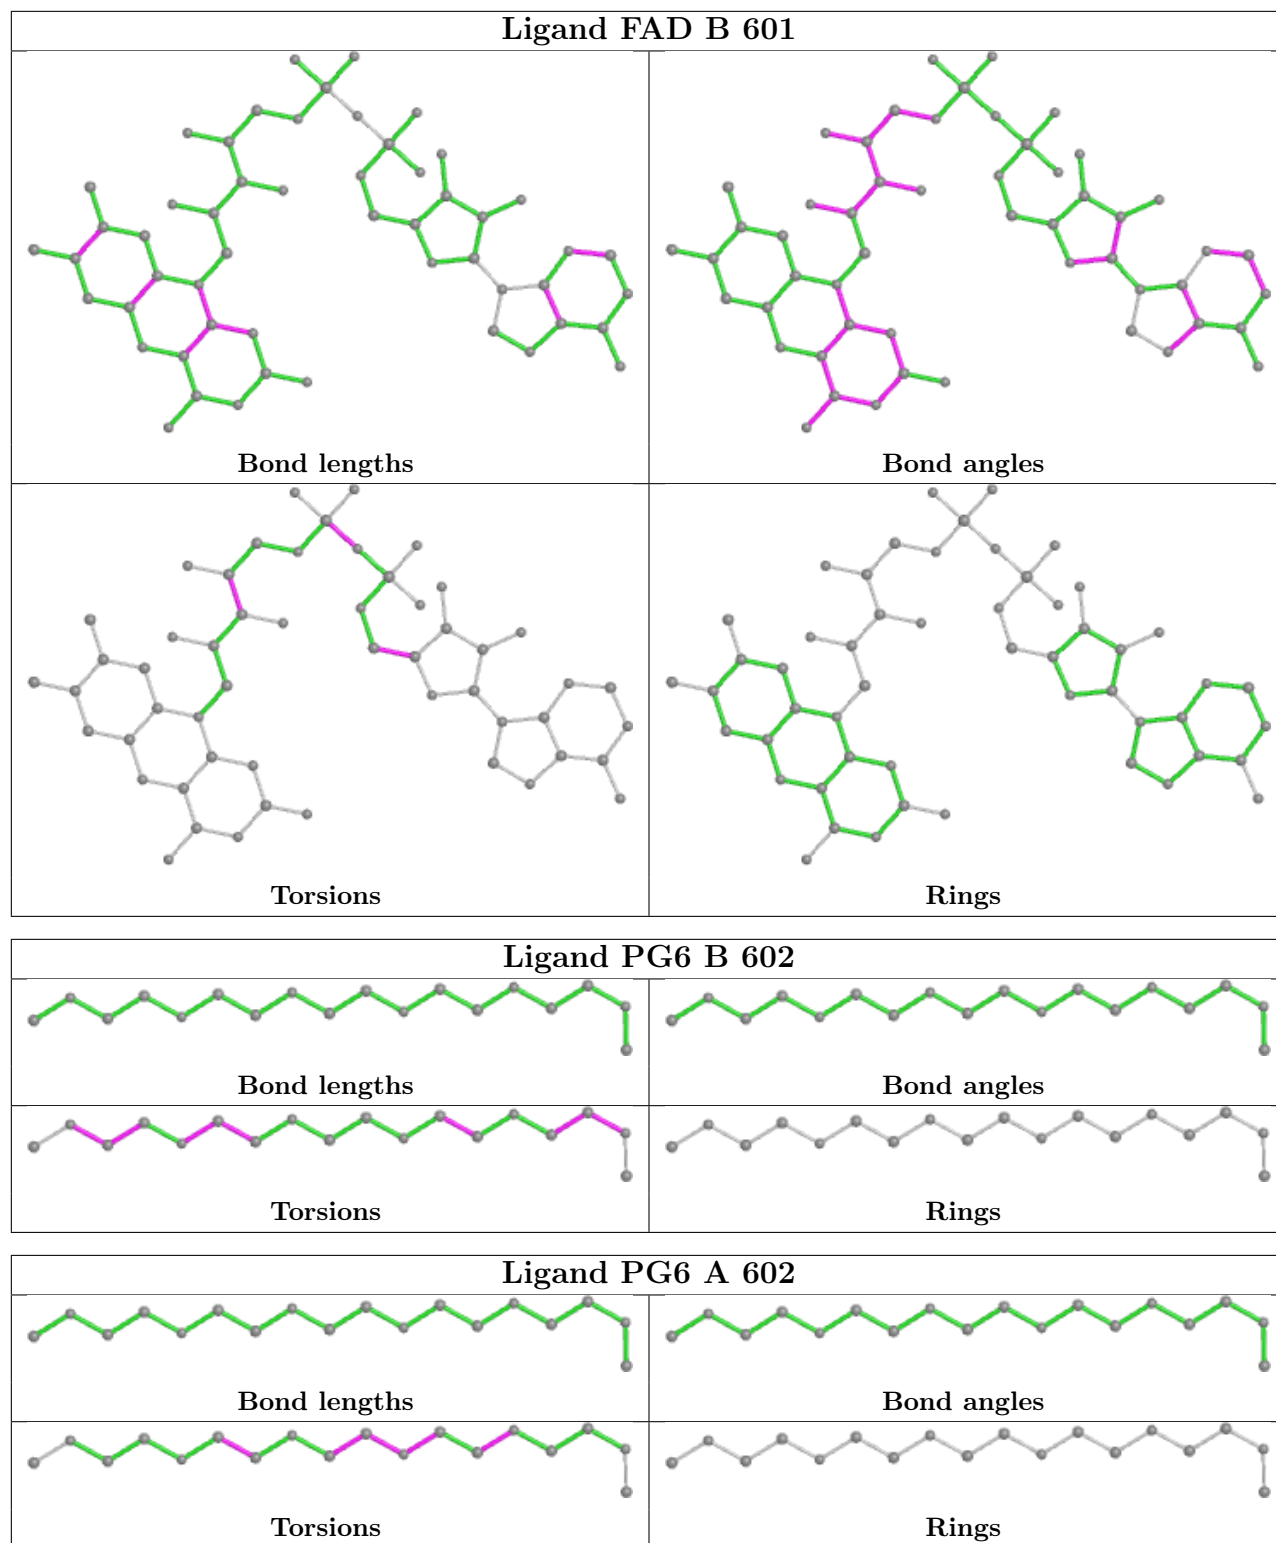 Ligand FAD B 601
Bond lengths
Bond angles
Torsions
Rings
Ligand PG6 B 602
Bond lengths
Bond angles
Torsions
Rings
Ligand PG6 A 602
Bond lengths
Bond angles
Torsions
Rings